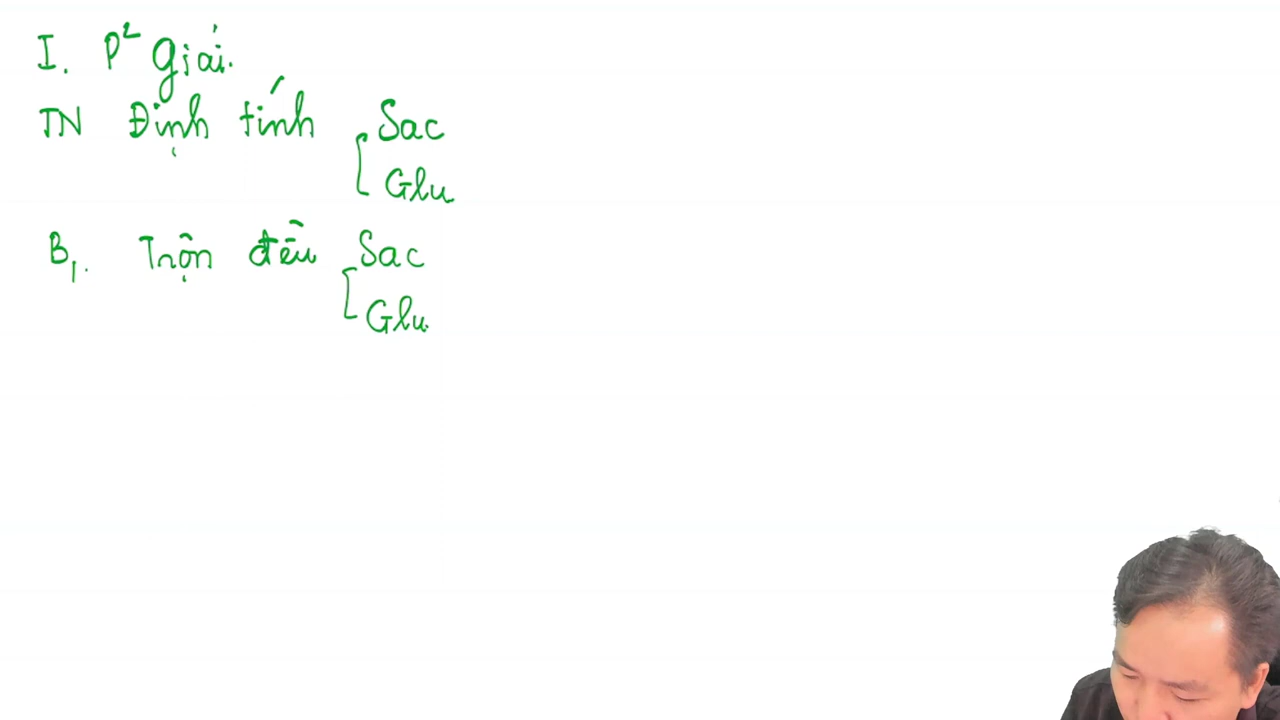 I. P² giải.
TN Định tính [ Sac
Glu
B₁. Trộn đều [ Sac
Glu.